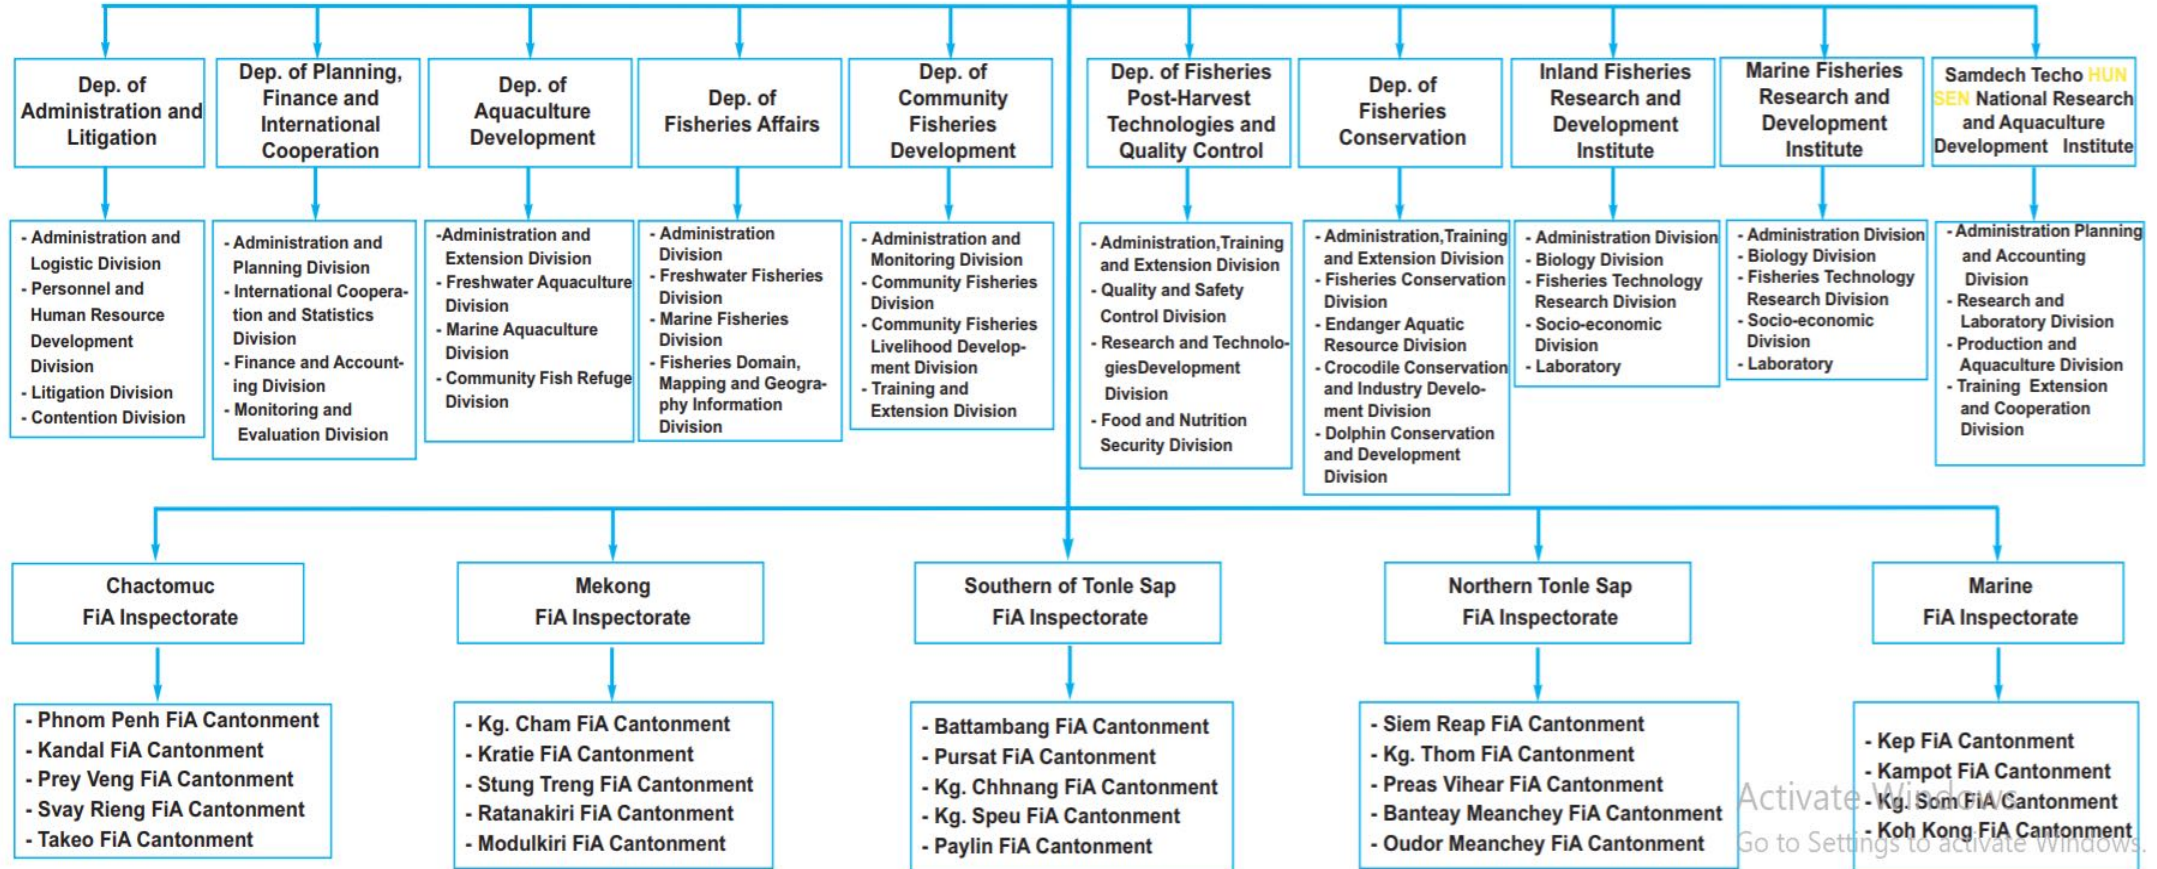 Dep. of
Administration and
Litigation
Dep. of Planning,
Finance and
International
Cooperation
Dep. of
Aquaculture
Development
Dep. of
Fisheries Affairs
Dep. of
Community
Fisheries
Development
Dep. of Fisheries
Post-Harvest
Technologies and
Quality Control
Dep. of
Fisheries
Conservation
Inland Fisheries
Research and
Development
Institute
Marine Fisheries
Research and
Development
Institute
Samdech Techo HUN
SEN National Research
and Aquaculture
Development Institute
- Administration and
Logistic Division
- Personnel and
Human Resource
Development
Division
- Litigation Division
- Contention Division
- Administration and
Planning Division
- International Coopera-
tion and Statistics
Division
- Finance and Account-
ing Division
- Monitoring and
Evaluation Division
-Administration and
Extension Division
- Freshwater Aquaculture
Division
- Marine Aquaculture
Division
- Community Fish Refuge
Division
- Administration
Division
- Freshwater Fisheries
Division
- Marine Fisheries
Division
- Fisheries Domain,
Mapping and Geogra-
phy Information
Division
- Administration and
Monitoring Division
- Community Fisheries
Division
- Community Fisheries
Livelihood Develop-
ment Division
- Training and
Extension Division
- Administration,Training
and Extension Division
- Quality and Safety
Control Division
- Research and Technolo-
giesDevelopment
Division
- Food and Nutrition
Security Division
- Administration,Training
and Extension Division
- Fisheries Conservation
Division
- Endanger Aquatic
Resource Division
- Crocodile Conservation
and Industry Develo-
ment Division
- Dolphin Conservation
and Development
Division
- Administration Division
- Biology Division
- Fisheries Technology
Research Division
- Socio-economic
Division
- Laboratory
- Administration Division
- Biology Division
- Fisheries Technology
Research Division
- Socio-economic
Division
- Laboratory
- Administration Planning
and Accounting
Division
- Research and
Laboratory Division
- Production and
Aquaculture Division
- Training Extension
and Cooperation
Division
Chactomuc
FiA Inspectorate
Mekong
FiA Inspectorate
Southern of Tonle Sap
FiA Inspectorate
Northern Tonle Sap
FiA Inspectorate
Marine
FiA Inspectorate
- Phnom Penh FiA Cantonment
- Kandal FiA Cantonment
- Prey Veng FiA Cantonment
- Svay Rieng FiA Cantonment
- Takeo FiA Cantonment
- Kg. Cham FiA Cantonment
- Kratie FiA Cantonment
- Stung Treng FiA Cantonment
- Ratanakiri FiA Cantonment
- Modulkiri FiA Cantonment
- Battambang FiA Cantonment
- Pursat FiA Cantonment
- Kg. Chhnang FiA Cantonment
- Kg. Speu FiA Cantonment
- Paylin FiA Cantonment
- Siem Reap FiA Cantonment
- Kg. Thom FiA Cantonment
- Preas Vihear FiA Cantonment
- Banteay Meanchey FiA Cantonment
- Oudor Meanchey FiA Cantonment
- Kep FiA Cantonment
- Kampot FiA Cantonment
- Kg. Som FiA Cantonment
- Koh Kong FiA Cantonment
Activate Windows
Go to Settings to activate Windows.